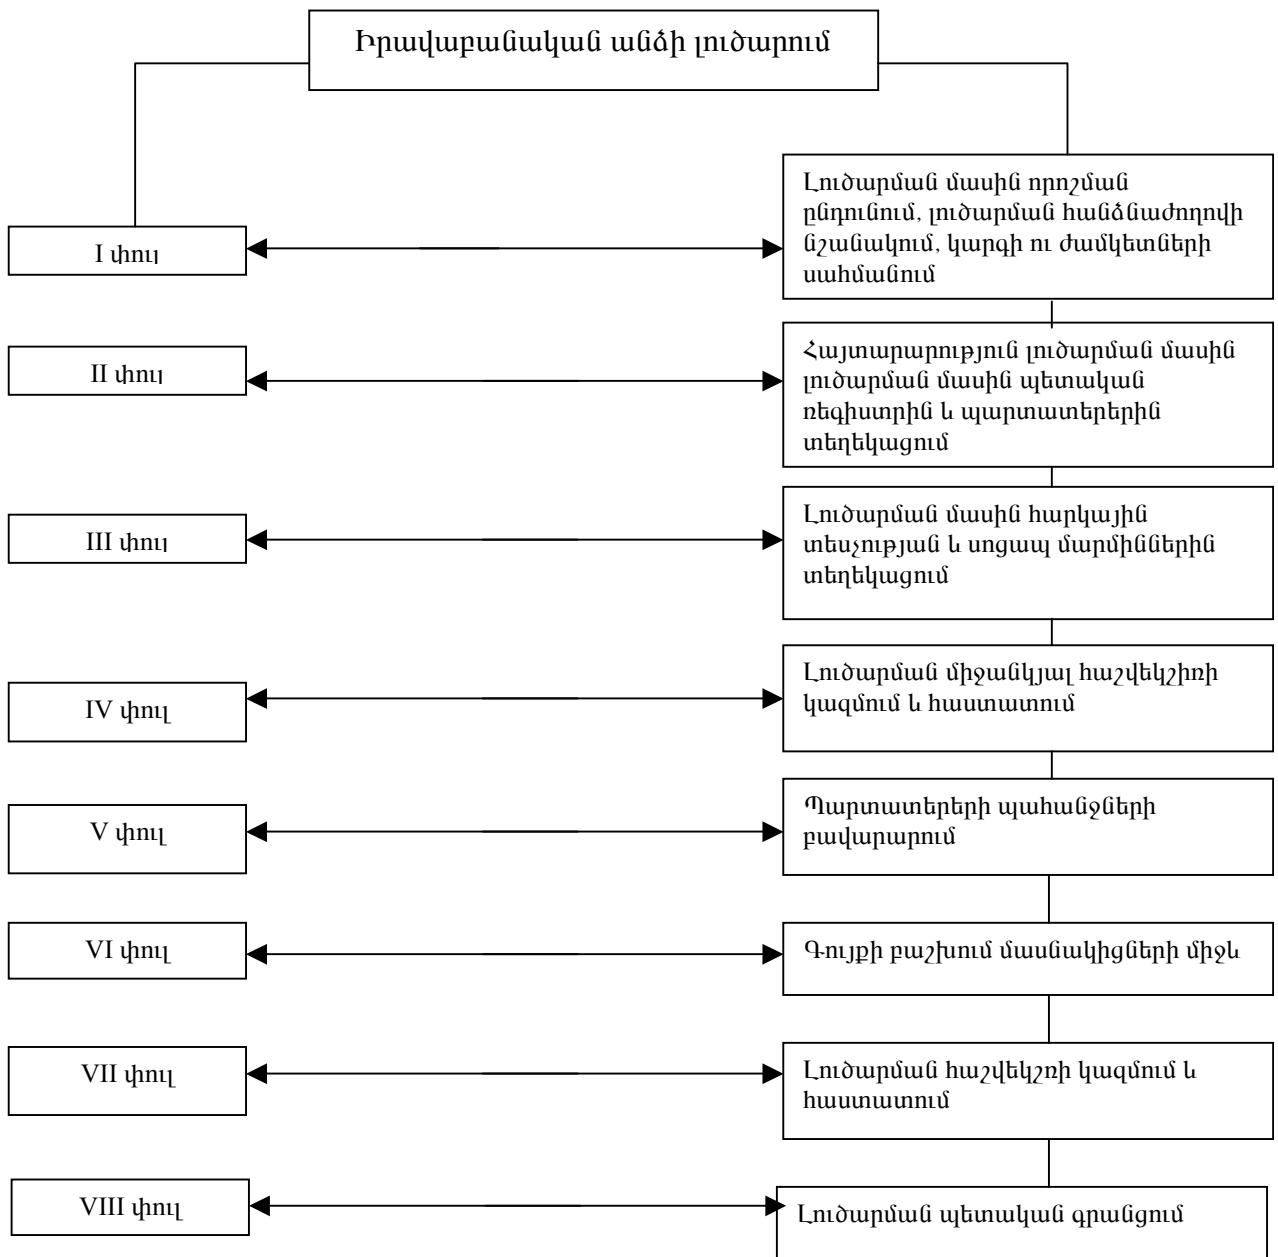 Իրավաբանական անձի լուծարում
Լուծարման մասին որոշման
ընդունում, լուծարման հանձնաժողովի
նշանակում, կարգի ու ժամկետների
սահմանում
I փուլ
Հայտարարություն լուծարման մասին
լուծարման մասին պետական
ռեգիստրին և պարտատերերին
տեղեկացում
II փուլ
Լուծարման մասին հարկային
տեսչության և սոցապ մարմիններին
տեղեկացում
III փուլ
Լուծարման միջանկյալ հաշվեկշիռի
կազմում և հաստատում
IV փուլ
Պարտատերերի պահանջների
բավարարում
V փուլ
Գույքի բաշխում մասնակիցների միջև
VI փուլ
Լուծարման հաշվեկշռի կազմում և
հաստատում
VII փուլ
Լուծարման պետական գրանցում
VIII փուլ